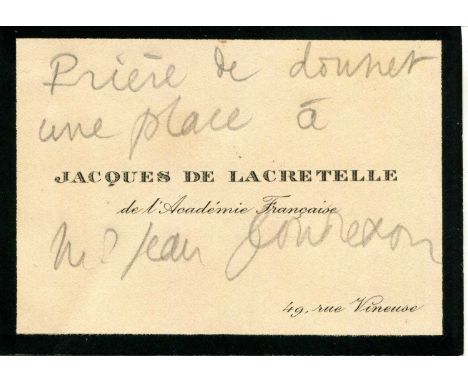 Prière de donner
une place à
JACQUES DE LACRETELLE
de l'Académie Française
Jean
49, rue Vineuse